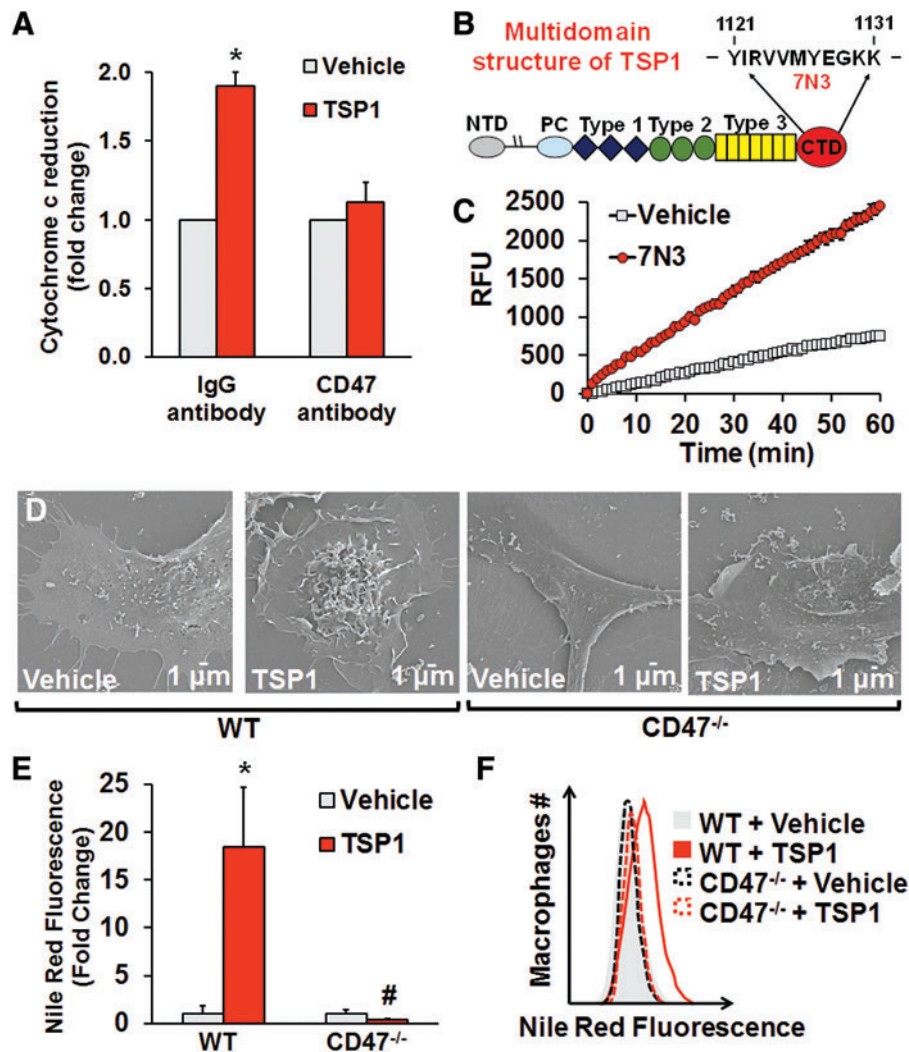 A
Cytochrome c reduction
(fold change)
2.0
1.5
1.0
0.5
0.0
*
Vehicle
TSP1
IgG
antibody
CD47
antibody
B
Multidomain
structure of TSP1
1121
1131
– YIRVVMYEGKK –
7N3
NTD
PC
Type 1
Type 2
Type 3
CTD
C
RFU
2500
2000
1500
1000
500
0
Vehicle
7N3
0 10 20 30 40 50 60
Time (min)
D
Vehicle
1 µm
TSP1
1 µm
Vehicle
1 µm
TSP1
1 µm
WT
CD47-/-
E
Nile Red Fluorescence
(Fold Change)
25
20
15
10
5
0
*
#
Vehicle
TSP1
WT
CD47-/-
F
Macrophages #
WT + Vehicle
WT + TSP1
CD47-/- + Vehicle
CD47-/- + TSP1
Nile Red Fluorescence